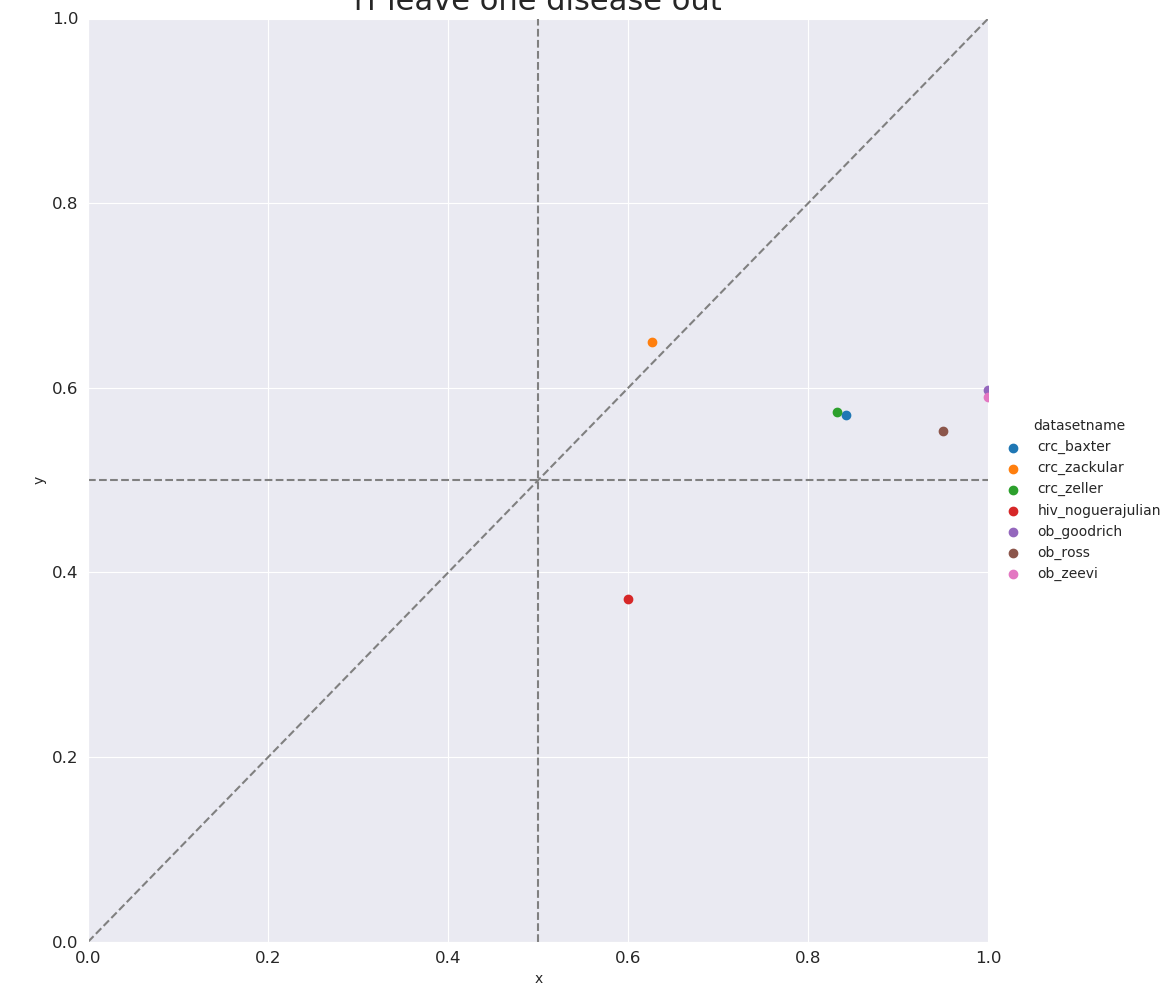 leave one disease out
1.0
0.8
0.6
0.4
0.2
0.0
y
0.0 0.2 0.4 0.6 0.8 1.0
x
datasetname
crc_baxter
crc_zackular
crc_zeller
hiv_noguerajulian
ob_goodrich
ob_ross
ob_zeevi